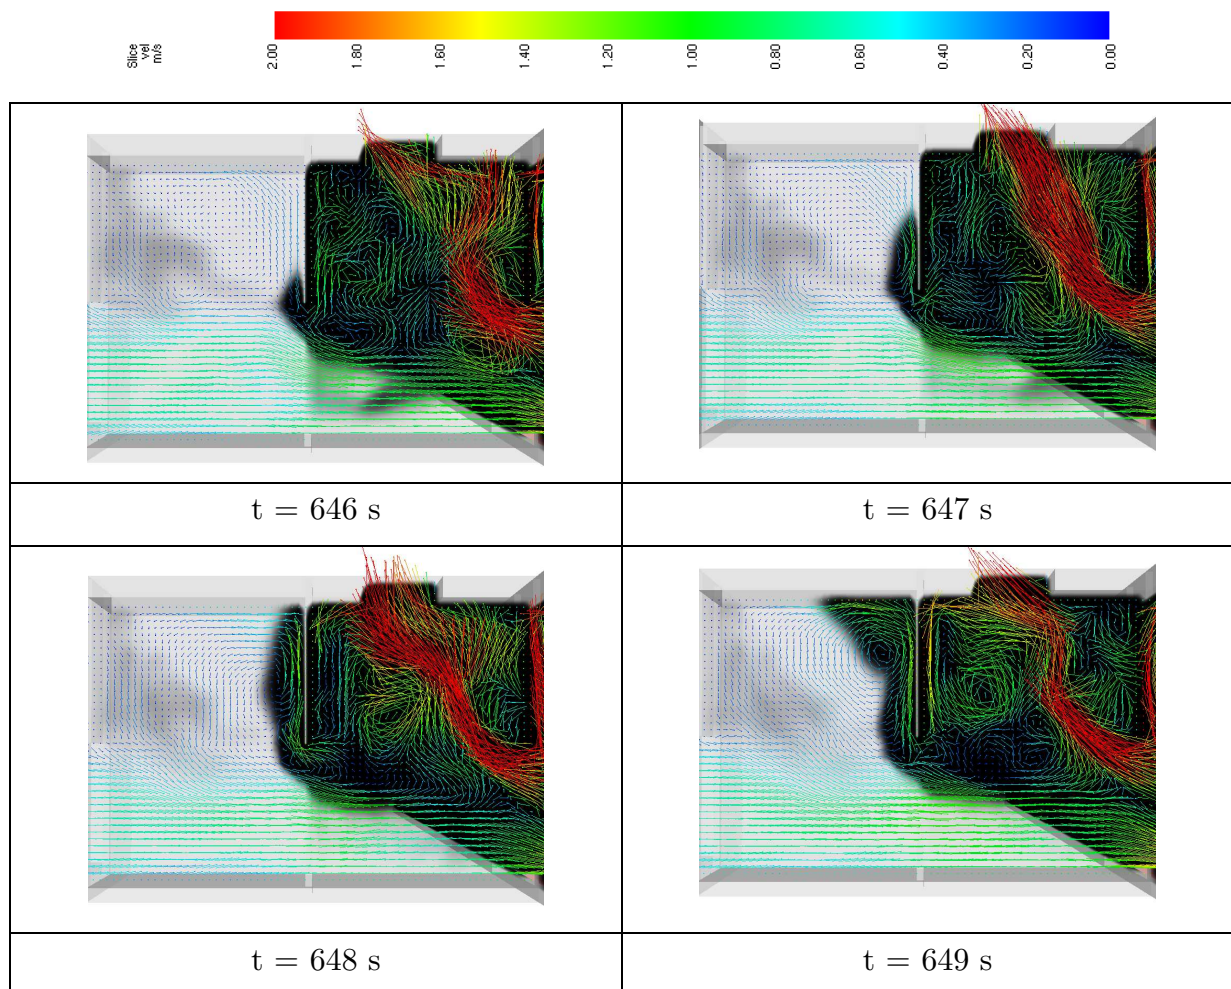 Slice
vel
m/s
2.00
1.80
1.60
1.40
1.20
1.00
0.80
0.60
0.40
0.20
0.00
t = 646 s
t = 647 s
t = 648 s
t = 649 s